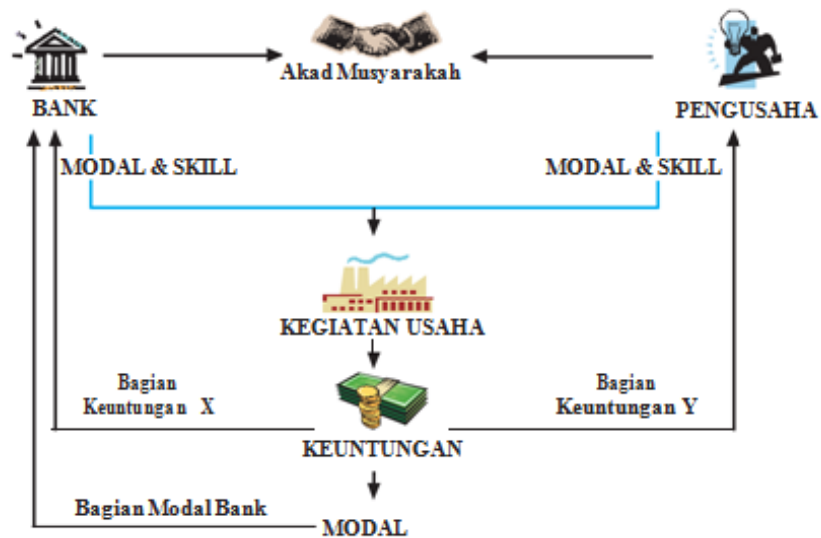 Akad Musyarakah
BANK
PENGUSAHA
MODAL & SKILL
MODAL & SKILL
KEGIATAN USAHA
Bagian
Keuntungan X
Bagian
Keuntungan Y
KEUNTUNGAN
Bagian Modal Bank
MODAL